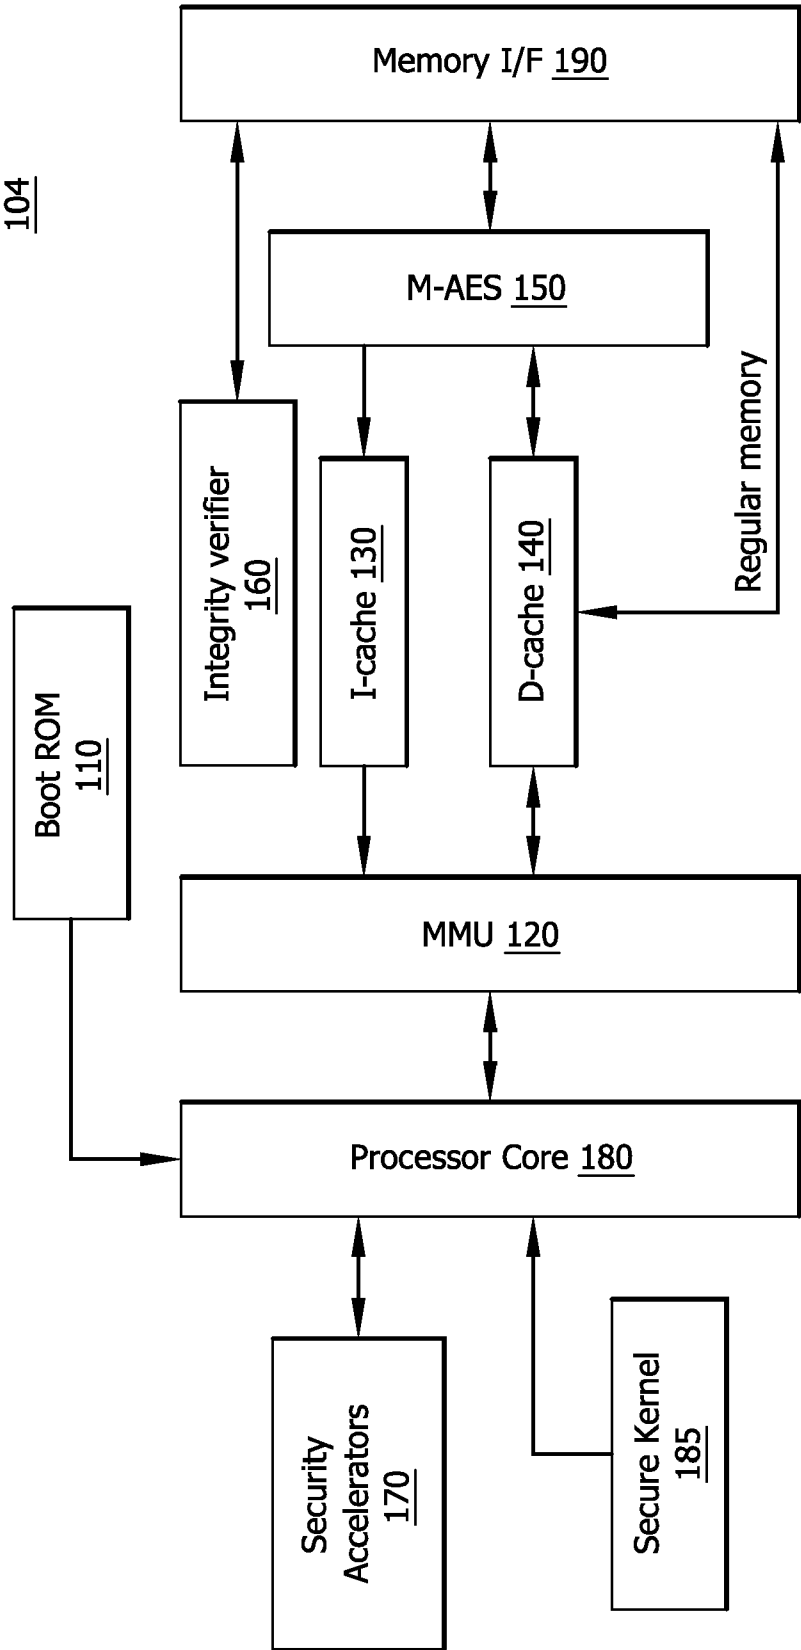 104
Memory I/F 190
M-AES 150
Regular memory
Integrity verifier
160
I-cache 130
D-cache 140
Boot ROM
110
MMU 120
Processor Core 180
Security
Accelerators
170
Secure Kernel
185